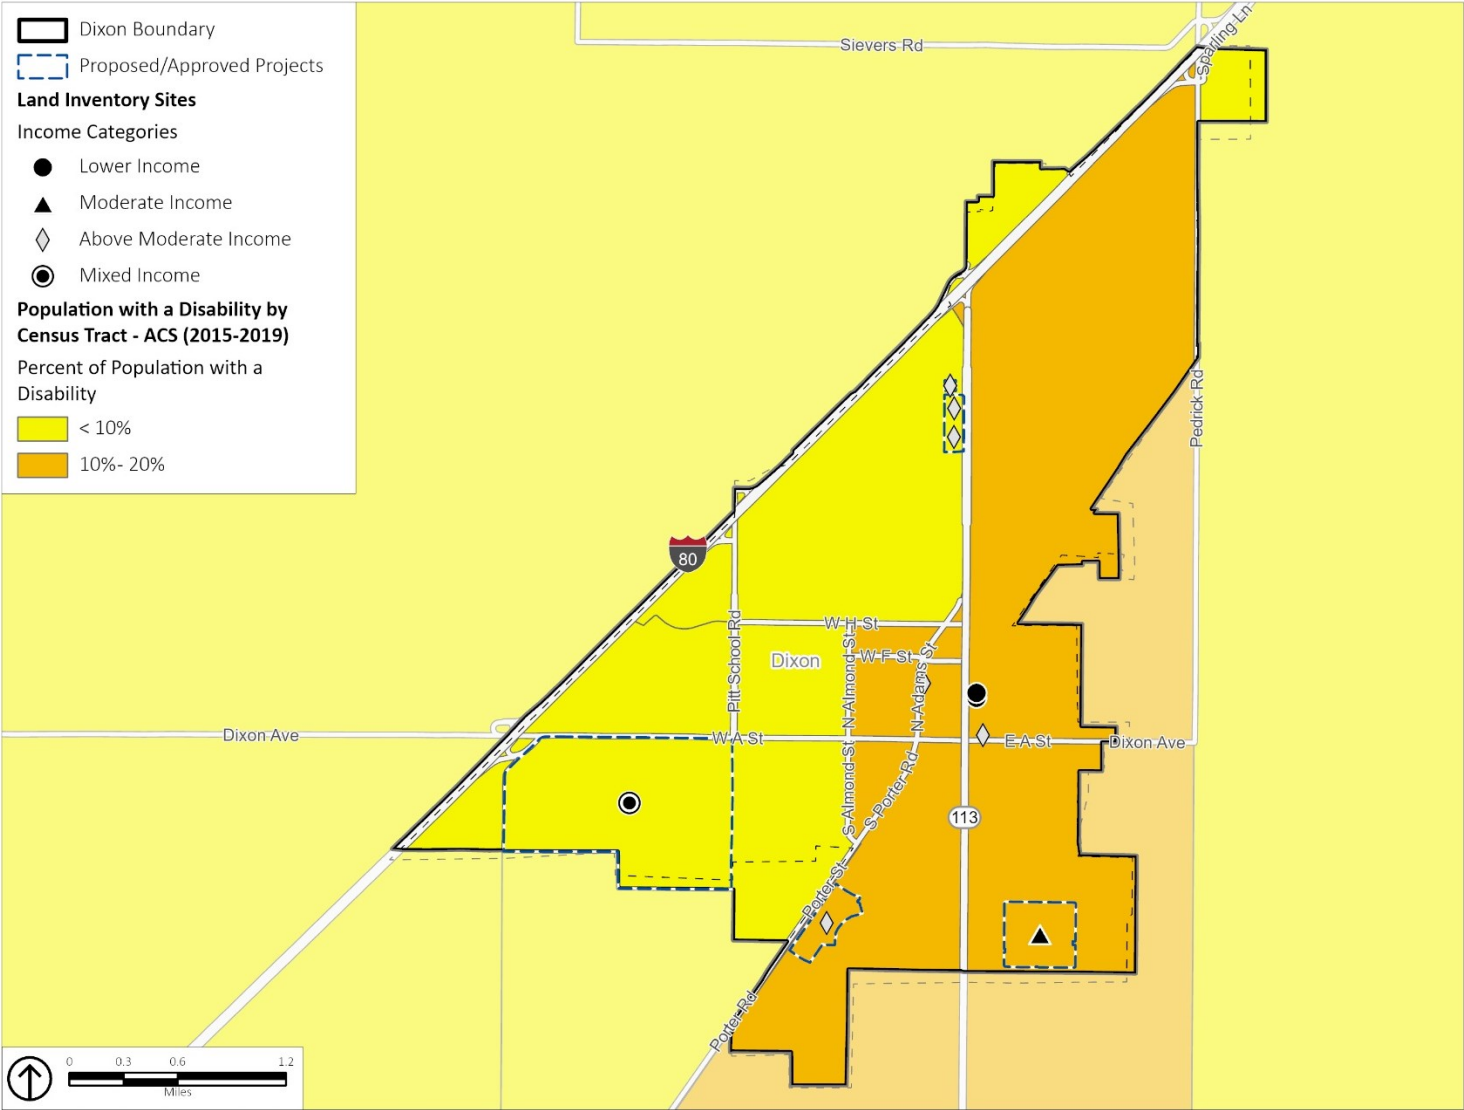 Dixon Boundary
Proposed/Approved Projects
Land Inventory Sites
Income Categories
Lower Income
Moderate Income
Above Moderate Income
Mixed Income
Population with a Disability by
Census Tract - ACS (2015-2019)
Percent of Population with a
Disability
< 10%
10%- 20%
Sievers Rd
Sparling Ln
Pedrick Rd
80
Pitt School Rd
W H St
Dixon
W F St
N Almond St
N Adams St
Dixon Ave
W A St
E A St
Dixon Ave
S Almond St
S Porter Rd
113
Porter St
Porter Rd
0 0.3 0.6 1.2
Miles